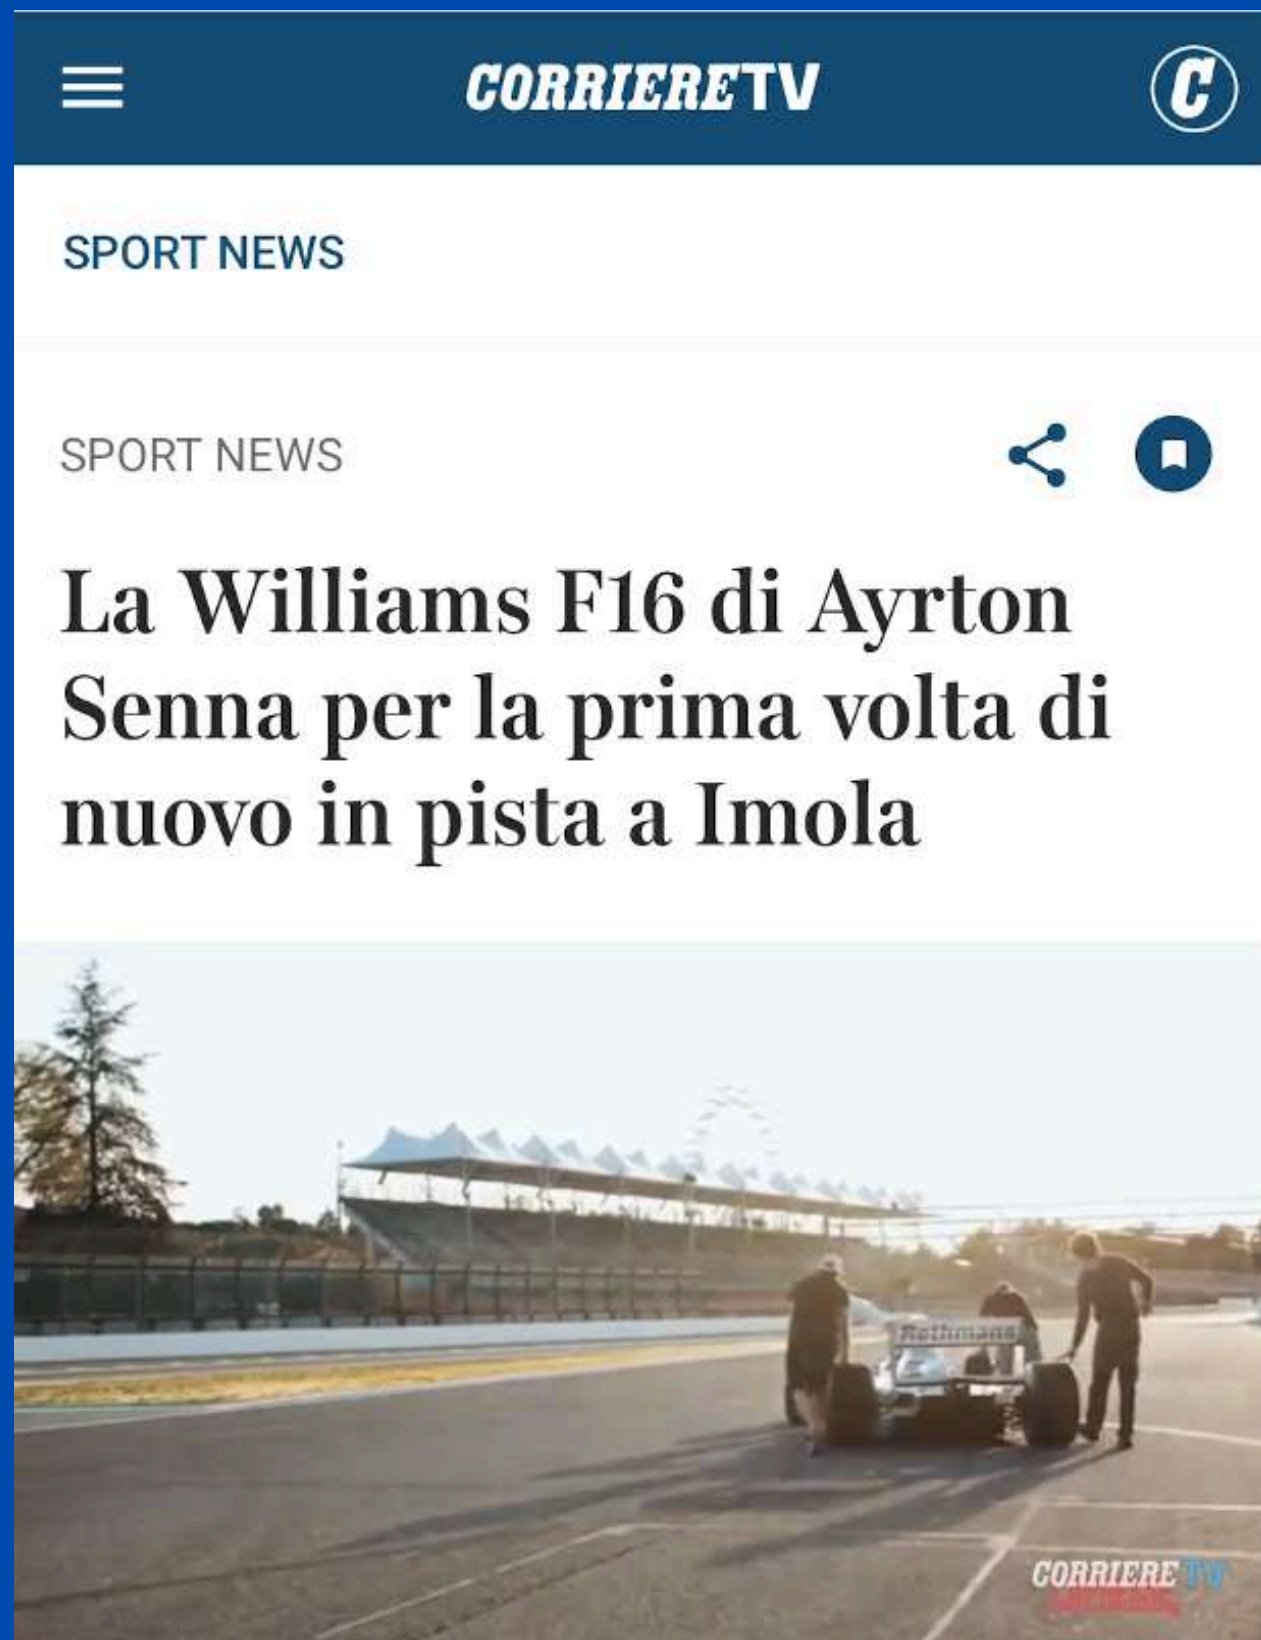 CORRIERETV
C
SPORT NEWS
SPORT NEWS
La Williams F16 di Ayrton
Senna per la prima volta di
nuovo in pista a Imola
Rothmans
CORRIERE TV